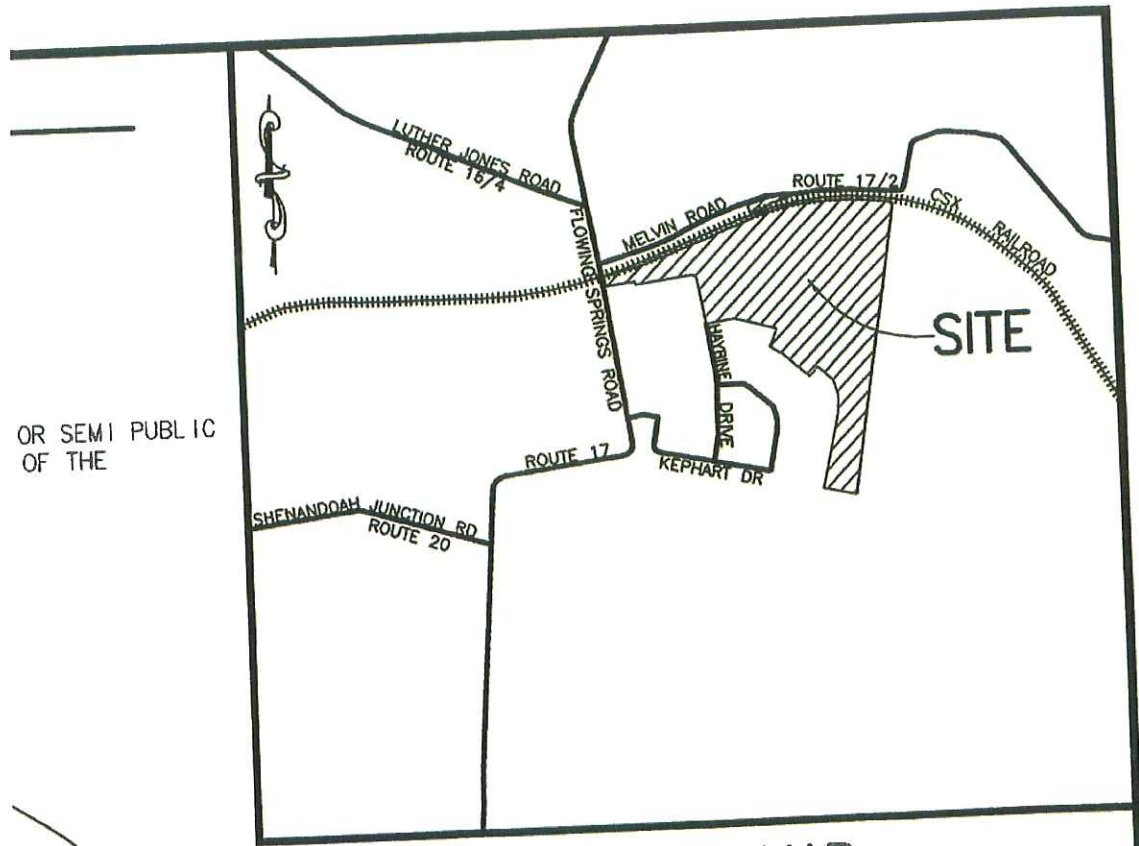 LUTHER JONES ROAD
ROUTE 16/4
ROUTE 17/2
CSX
RAILROAD
MELVIN ROAD
FLOWING SPRINGS ROAD
SITE
HAYBINE
DRIVE
OR SEMI PUBLIC
OF THE
ROUTE 17
KEPHART DR
SHENANDOAH JUNCTION RD
ROUTE 20